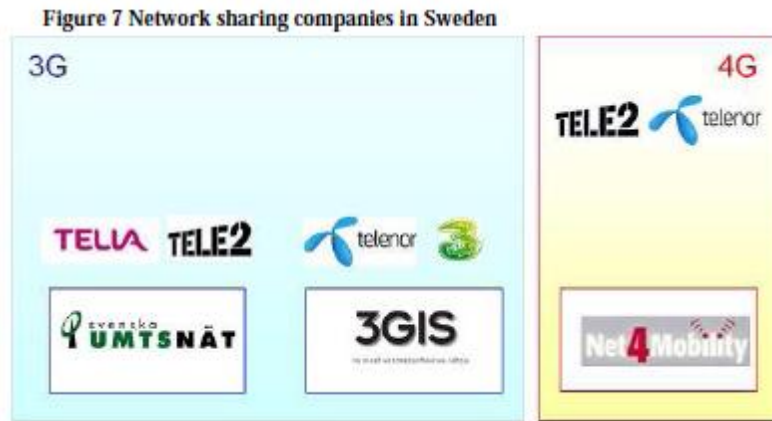 Figure 7 Network sharing companies in Sweden
3G
4G
TELE2 telenor
TELIA TELE2 telenor 3
svenska
UMTSNÄT
3GIS
Net4Mobility